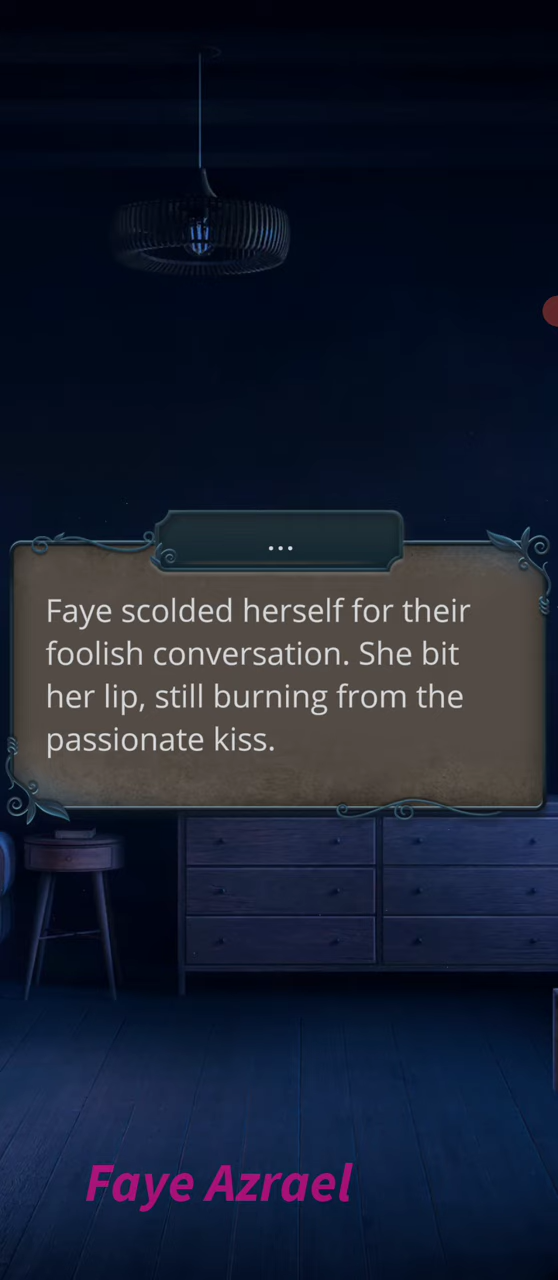 ...
Faye scolded herself for their
foolish conversation. She bit
her lip, still burning from the
passionate kiss.
Faye Azrael